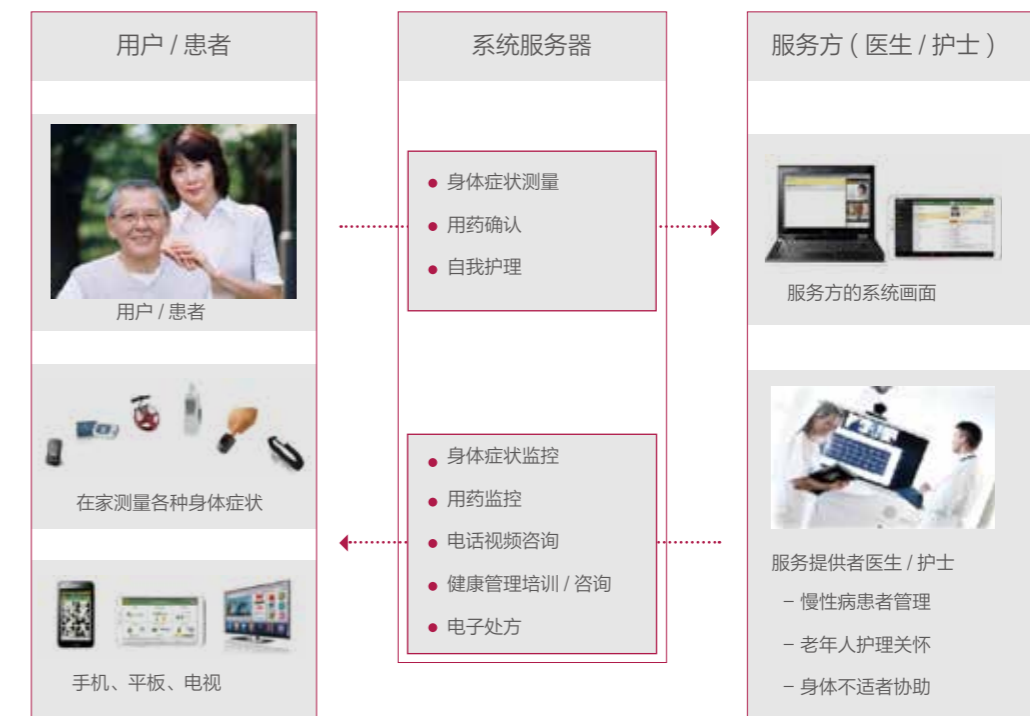 用户 / 患者
用户 / 患者
在家测量各种身体症状
手机、平板、电视
系统服务器
● 身体症状测量
● 用药确认
● 自我护理
● 身体症状监控
● 用药监控
● 电话视频咨询
● 健康管理培训 / 咨询
● 电子处方
服务方 ( 医生 / 护士 )
服务方的系统画面
服务提供者医生 / 护士
– 慢性病患者管理
– 老年人护理关怀
– 身体不适者协助